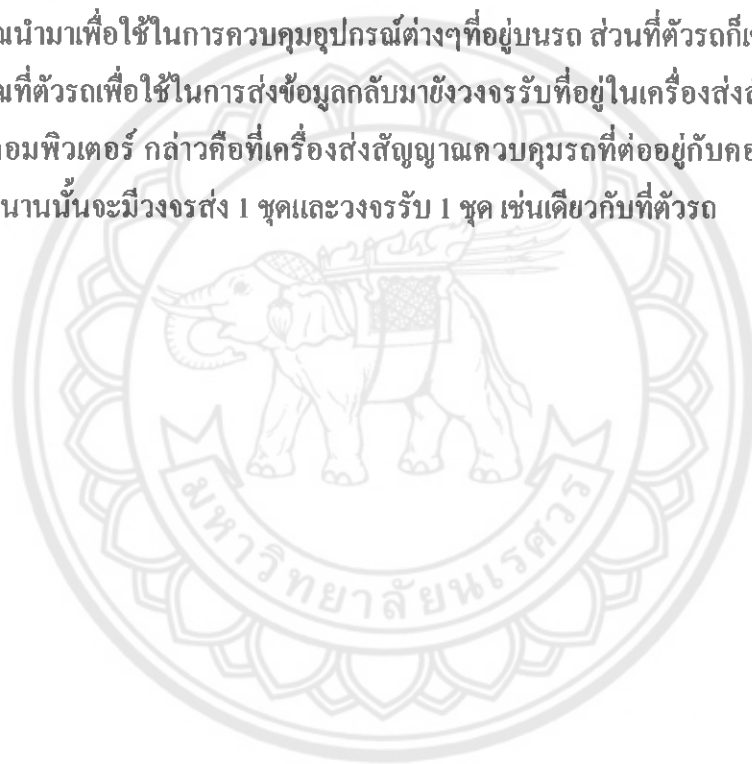 นำมาเพื่อใช้ในการควบคุมอุปกรณ์ต่างๆที่อยู่บนรถ ส่วนที่ตัวรถก็
ที่ตัวรถเพื่อใช้ในการส่งข้อมูลกลับมายังวงจรรับที่อยู่ในเครื่องส่ง
คอมพิวเตอร์ กล่าวคือที่เครื่องส่งสัญญาณควบคุมรถที่ต่ออยู่กับ
นานนั้นจะมีวงจรส่ง 1 ชุดและวงจรรับ 1 ชุด เช่นเดียวกับที่ตัวรถ
มหาวิทยาลัยนเรศวร